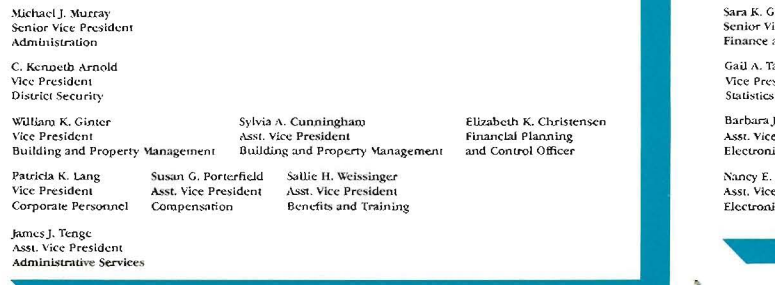 Michael J. Murray
Senior Vice President
Administration
C. Kenneth Arnold
Vice President
District Security
William K. Ginter
Vice President
Building and Property Management
Sylvia A. Cunningham
Asst. Vice President
Building and Property Management
Elizabeth K. Christensen
Financial Planning
and Control Officer
Patricia K. Lang
Vice President
Corporate Personnel
Susan G. Porterfield
Asst. Vice President
Compensation
Sallie H. Weissinger
Asst. Vice President
Benefits and Training
James J. Tenge
Asst. Vice President
Administrative Services
Sara K. G
Senior Vi
Finance a
Gail A. Ta
Vice Pres
Statistics
Barbara J
Asst. Vice
Electroni
Nancy E.
Asst. Vice
Electroni